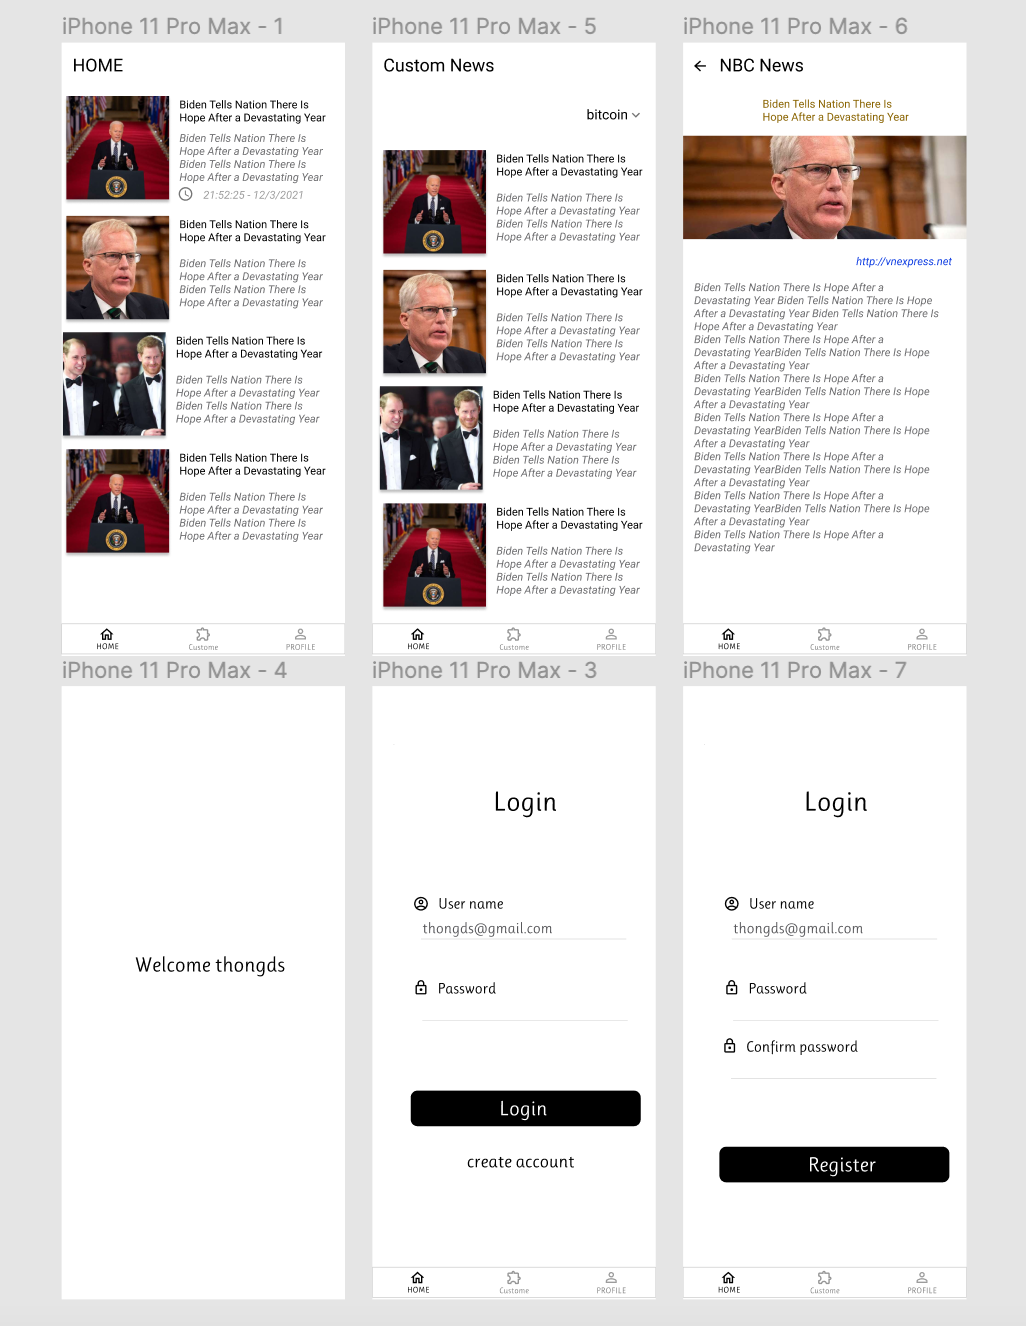 iPhone 11 Pro Max - 1
HOME
Biden Tells Nation There Is
Hope After a Devastating Year
Biden Tells Nation There Is
Hope After a Devastating Year
Biden Tells Nation There Is
Hope After a Devastating Year
21:52:25 - 12/3/2021
Biden Tells Nation There Is
Hope After a Devastating Year
Biden Tells Nation There Is
Hope After a Devastating Year
Biden Tells Nation There Is
Hope After a Devastating Year
Biden Tells Nation There Is
Hope After a Devastating Year
Biden Tells Nation There Is
Hope After a Devastating Year
Biden Tells Nation There Is
Hope After a Devastating Year
Biden Tells Nation There Is
Hope After a Devastating Year
Biden Tells Nation There Is
Hope After a Devastating Year
Biden Tells Nation There Is
Hope After a Devastating Year
HOME
Custome
PROFILE
iPhone 11 Pro Max - 5
Custom News
bitcoin
Biden Tells Nation There Is
Hope After a Devastating Year
Biden Tells Nation There Is
Hope After a Devastating Year
Biden Tells Nation There Is
Hope After a Devastating Year
Biden Tells Nation There Is
Hope After a Devastating Year
Biden Tells Nation There Is
Hope After a Devastating Year
Biden Tells Nation There Is
Hope After a Devastating Year
Biden Tells Nation There Is
Hope After a Devastating Year
Biden Tells Nation There Is
Hope After a Devastating Year
Biden Tells Nation There Is
Hope After a Devastating Year
Biden Tells Nation There Is
Hope After a Devastating Year
Biden Tells Nation There Is
Hope After a Devastating Year
Biden Tells Nation There Is
Hope After a Devastating Year
HOME
Custome
PROFILE
iPhone 11 Pro Max - 6
NBC News
Biden Tells Nation There Is
Hope After a Devastating Year
http://vnexpress.net
Biden Tells Nation There Is Hope After a
Devastating Year Biden Tells Nation There Is Hope
After a Devastating Year Biden Tells Nation There Is
Hope After a Devastating Year
Biden Tells Nation There Is Hope After a
Devastating YearBiden Tells Nation There Is Hope
After a Devastating Year
Biden Tells Nation There Is Hope After a
Devastating YearBiden Tells Nation There Is Hope
After a Devastating Year
Biden Tells Nation There Is Hope After a
Devastating YearBiden Tells Nation There Is Hope
After a Devastating Year
Biden Tells Nation There Is Hope After a
Devastating YearBiden Tells Nation There Is Hope
After a Devastating Year
Biden Tells Nation There Is Hope After a
Devastating YearBiden Tells Nation There Is Hope
After a Devastating Year
Biden Tells Nation There Is Hope After a
Devastating Year
HOME
Custome
PROFILE
iPhone 11 Pro Max - 4
Welcome thongds
iPhone 11 Pro Max - 3
Login
User name
thongds@gmail.com
Password
Login
create account
HOME
Custome
PROFILE
iPhone 11 Pro Max - 7
Login
User name
thongds@gmail.com
Password
Confirm password
Register
HOME
Custome
PROFILE